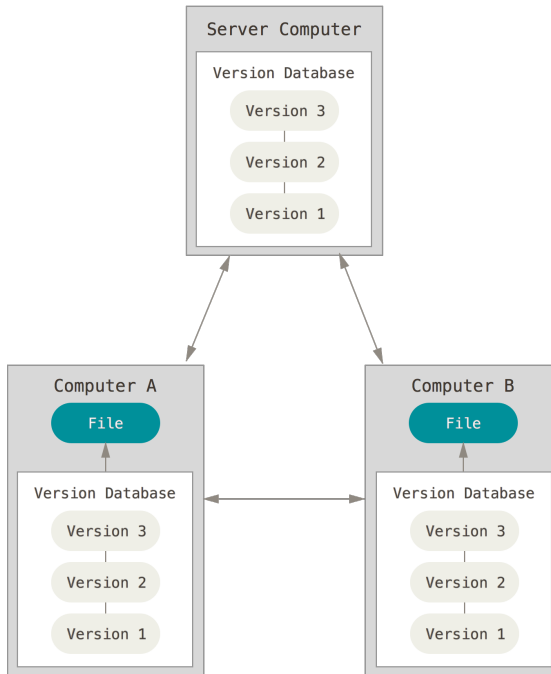 Server Computer
Version Database
Version 3
Version 2
Version 1
Computer A
File
Version Database
Version 3
Version 2
Version 1
Computer B
File
Version Database
Version 3
Version 2
Version 1